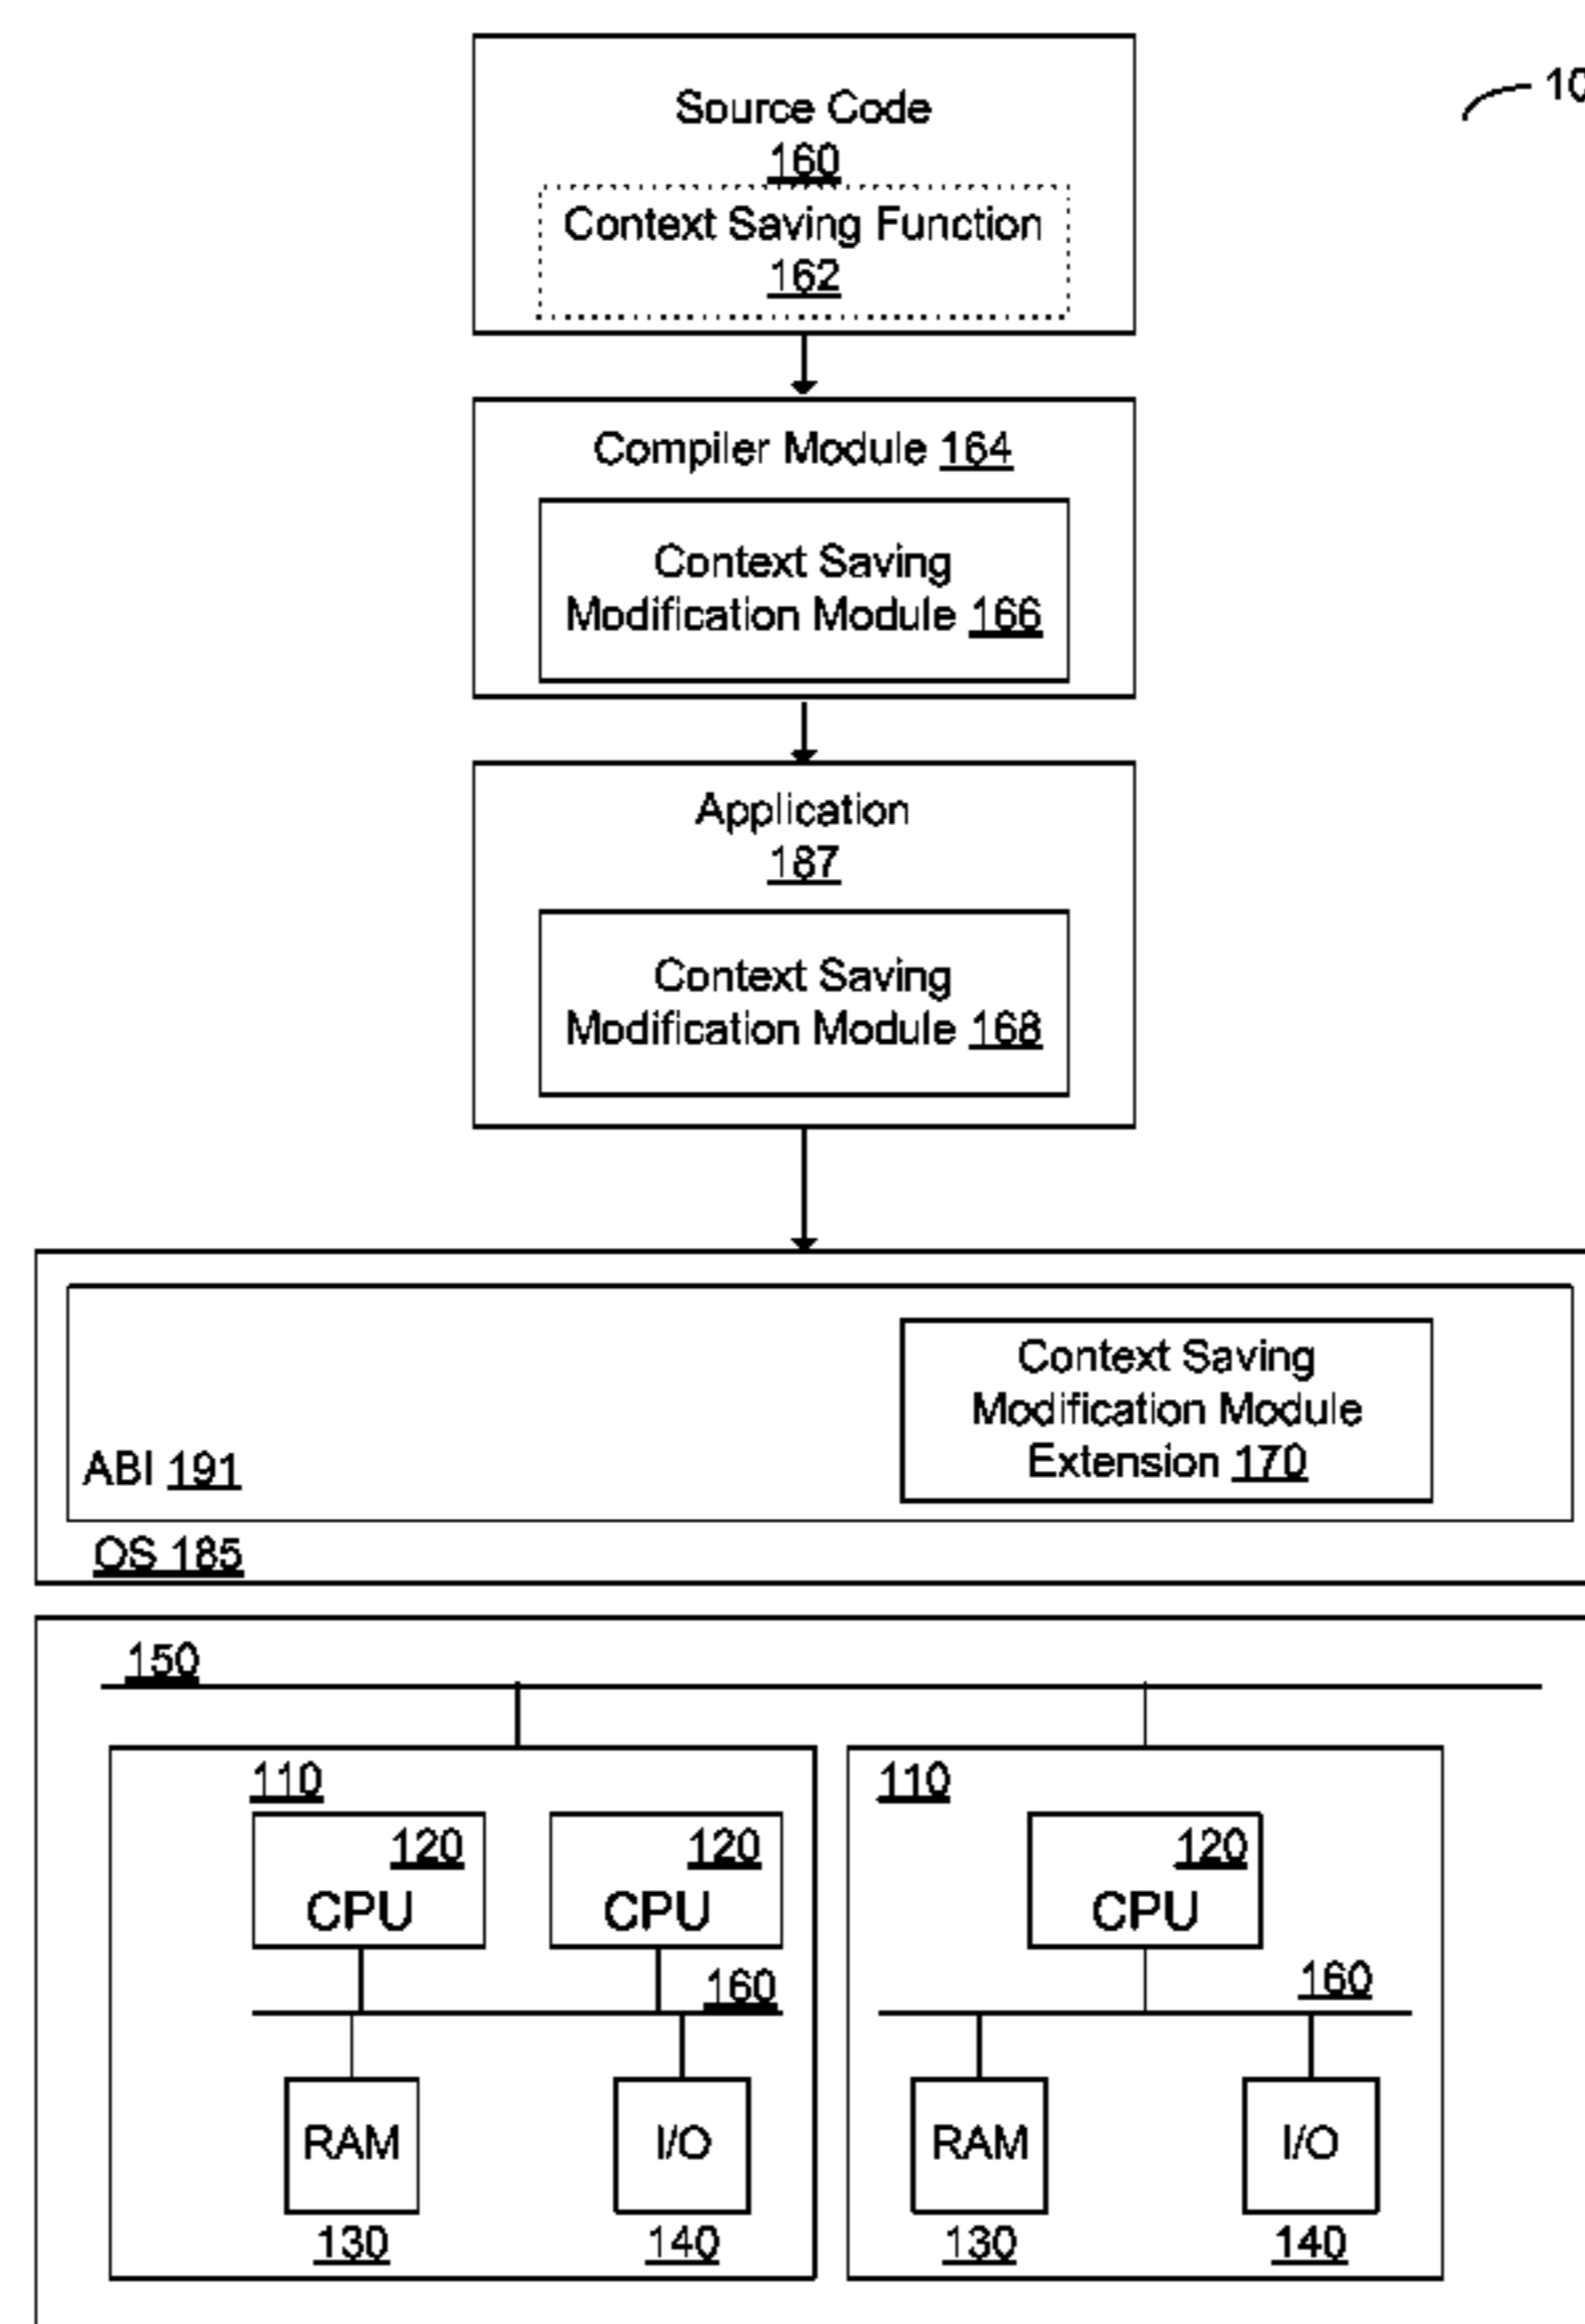 10
Source Code
160
Context Saving Function
162
Compiler Module 164
Context Saving
Modification Module 166
Application
187
Context Saving
Modification Module 168
Context Saving
Modification Module
Extension 170
ABI 191
OS 185
150
110
110
120
120
120
CPU
CPU
CPU
160
160
RAM
I/O
RAM
I/O
130
140
130
140